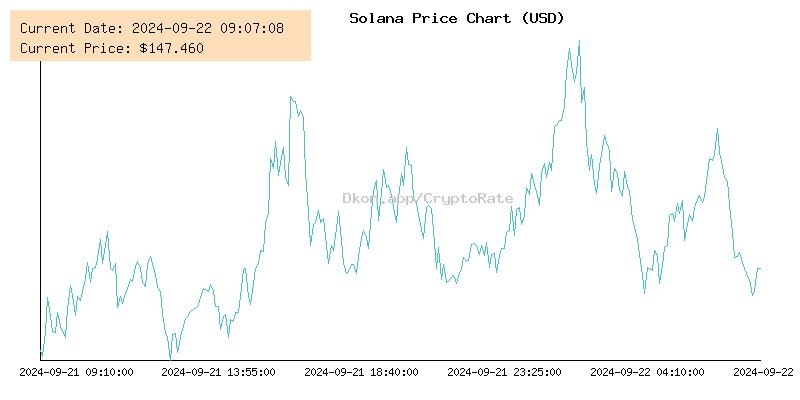 Solana Price Chart (USD)
Current Date: 2024-09-22 09:07:08
Current Price: $147.460
Dkon.app/CryptoRate
2024-09-21 09:10:00 2024-09-21 13:55:00 2024-09-21 18:40:00 2024-09-21 23:25:00 2024-09-22 04:10:00 2024-09-22